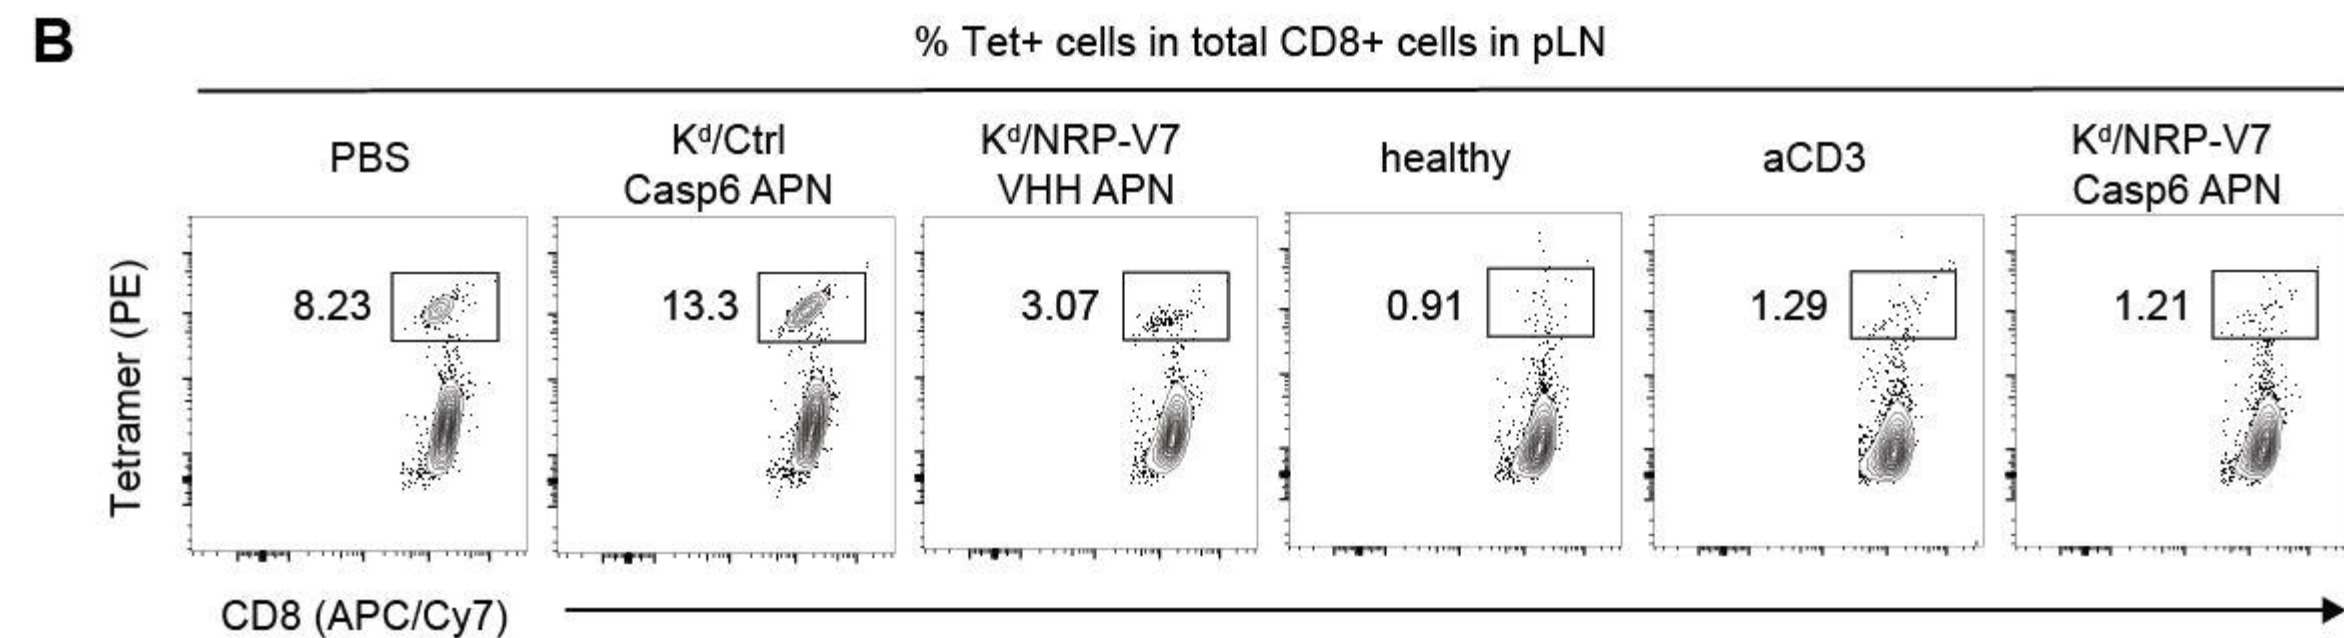 B
% Tet+ cells in total CD8+ cells in pLN
PBS
Kᵈ/Ctrl
Casp6 APN
Kᵈ/NRP-V7
VHH APN
healthy
aCD3
Kᵈ/NRP-V7
Casp6 APN
Tetramer (PE)
8.23
13.3
3.07
0.91
1.29
1.21
CD8 (APC/Cy7)